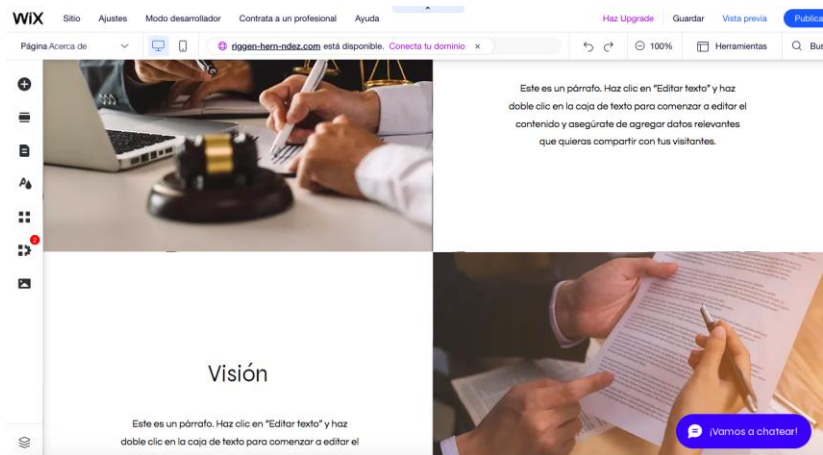 WiX Sitio Ajustes Modo desarrollador Contrata a un profesional Ayuda Haz Upgrade Guardar Vista previa Publica
Página Acerca de riggen-hern-ndez.com está disponible. Conecta tu dominio × 100% Herramientas Bus
Este es un párrafo. Haz clic en "Editar texto" y haz
doble clic en la caja de texto para comenzar a editar el
contenido y asegúrate de agregar datos relevantes
que quieras compartir con tus visitantes.
2
Visión
Este es un párrafo. Haz clic en "Editar texto" y haz
doble clic en la caja de texto para comenzar a editar el
¡Vamos a chatear!